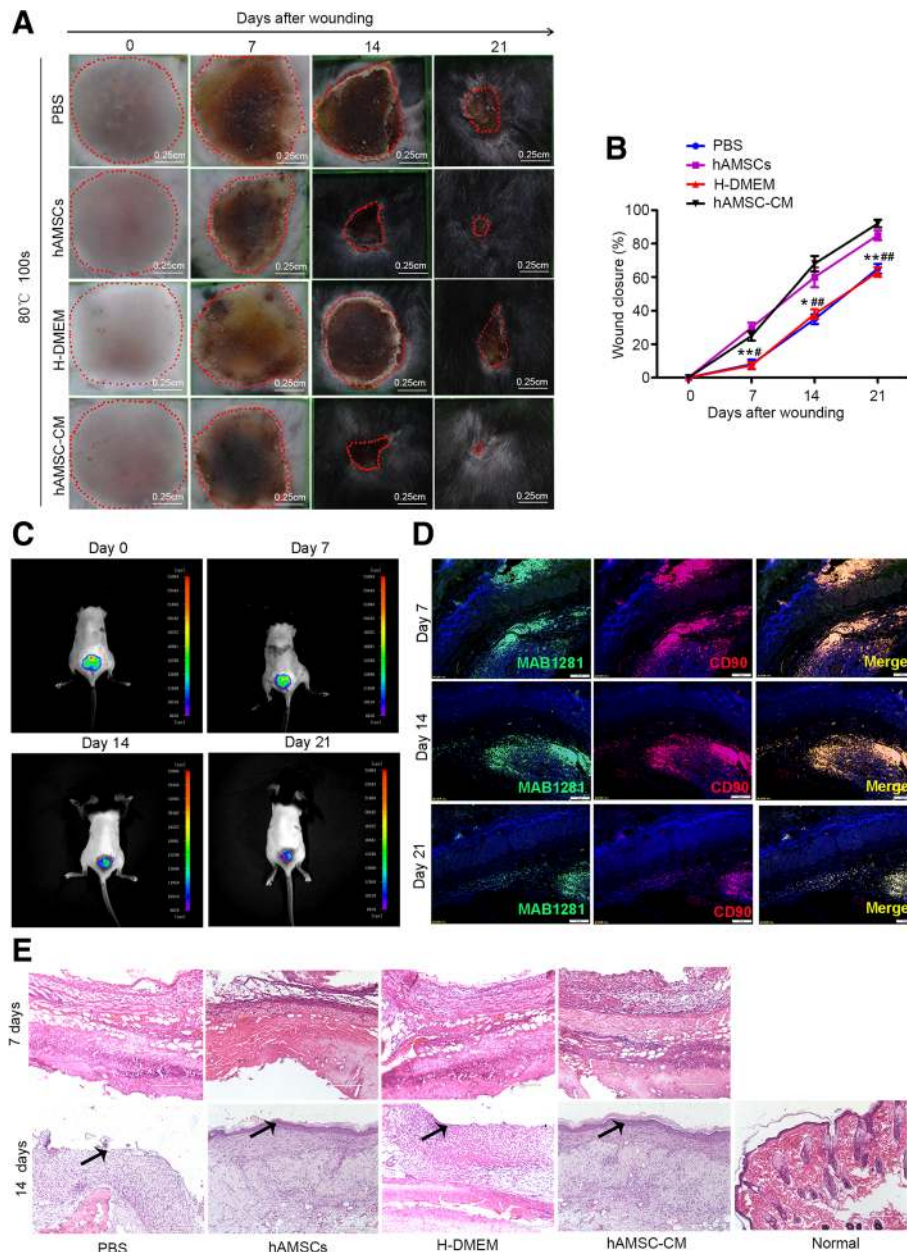 A
Days after wounding
0 7 14 21
80℃ 100s
PBS
0.25cm 0.25cm 0.25cm 0.25cm
hAMSCs
0.25cm 0.25cm 0.25cm 0.25cm
H-DMEM
0.25cm 0.25cm 0.25cm 0.25cm
hAMSC-CM
0.25cm 0.25cm 0.25cm 0.25cm
B
PBS
hAMSCs
H-DMEM
hAMSC-CM
Wound closure (%)
100
80
60
40
20
0
**#
* ##
**##
0 7 14 21
Days after wounding
C
Day 0 Day 7
Day 14 Day 21
D
Day 7
MAB1281 CD90 Merge
Day 14
MAB1281 CD90 Merge
Day 21
MAB1281 CD90 Merge
E
7 days
14 days
PBS hAMSCs H-DMEM hAMSC-CM Normal